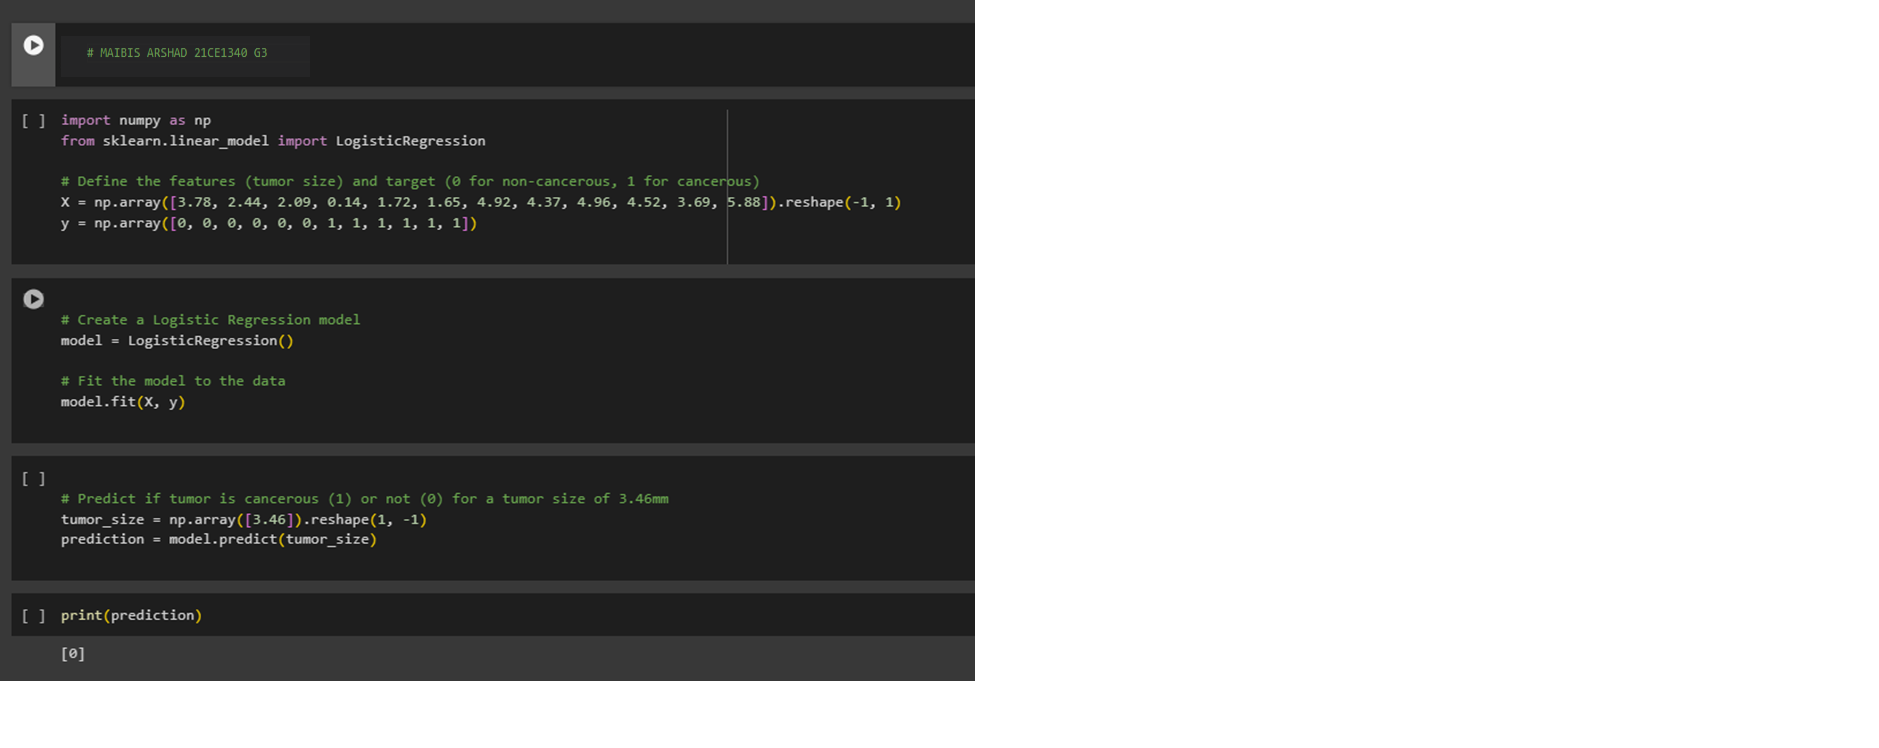 # MAIBIS ARSHAD 21CE1340 G3
[ ] import numpy as np
from sklearn.linear_model import LogisticRegression
# Define the features (tumor size) and target (0 for non-cancerous, 1 for cancerous)
X = np.array([3.78, 2.44, 2.09, 0.14, 1.72, 1.65, 4.92, 4.37, 4.96, 4.52, 3.69, 5.88]).reshape(-1, 1)
y = np.array([0, 0, 0, 0, 0, 0, 1, 1, 1, 1, 1, 1])
# Create a Logistic Regression model
model = LogisticRegression()
# Fit the model to the data
model.fit(X, y)
[ ]
# Predict if tumor is cancerous (1) or not (0) for a tumor size of 3.46mm
tumor_size = np.array([3.46]).reshape(1, -1)
prediction = model.predict(tumor_size)
[ ] print(prediction)
[0]